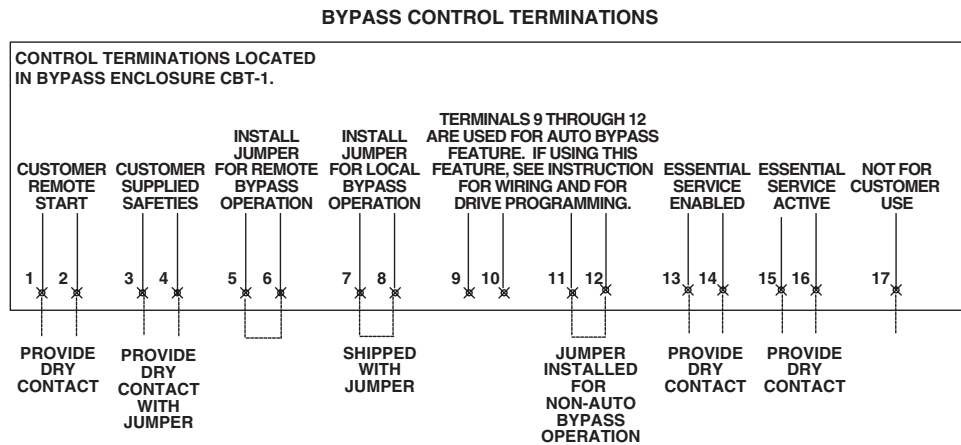 BYPASS CONTROL TERMINATIONS
CONTROL TERMINATIONS LOCATED
IN BYPASS ENCLOSURE CBT-1.
CUSTOMER
REMOTE
START
CUSTOMER
SUPPLIED
SAFETIES
INSTALL
JUMPER
FOR REMOTE
BYPASS
OPERATION
INSTALL
JUMPER
FOR LOCAL
BYPASS
OPERATION
TERMINALS 9 THROUGH 12
ARE USED FOR AUTO BYPASS
FEATURE. IF USING THIS
FEATURE, SEE INSTRUCTION
FOR WIRING AND FOR
DRIVE PROGRAMMING.
ESSENTIAL
SERVICE
ENABLED
ESSENTIAL
SERVICE
ACTIVE
NOT FOR
CUSTOMER
USE
1 2 3 4 5 6 7 8 9 10 11 12 13 14 15 16 17
PROVIDE
DRY
CONTACT
PROVIDE
DRY
CONTACT
WITH
JUMPER
SHIPPED
WITH
JUMPER
JUMPER
INSTALLED
FOR
NON-AUTO
BYPASS
OPERATION
PROVIDE
DRY
CONTACT
PROVIDE
DRY
CONTACT